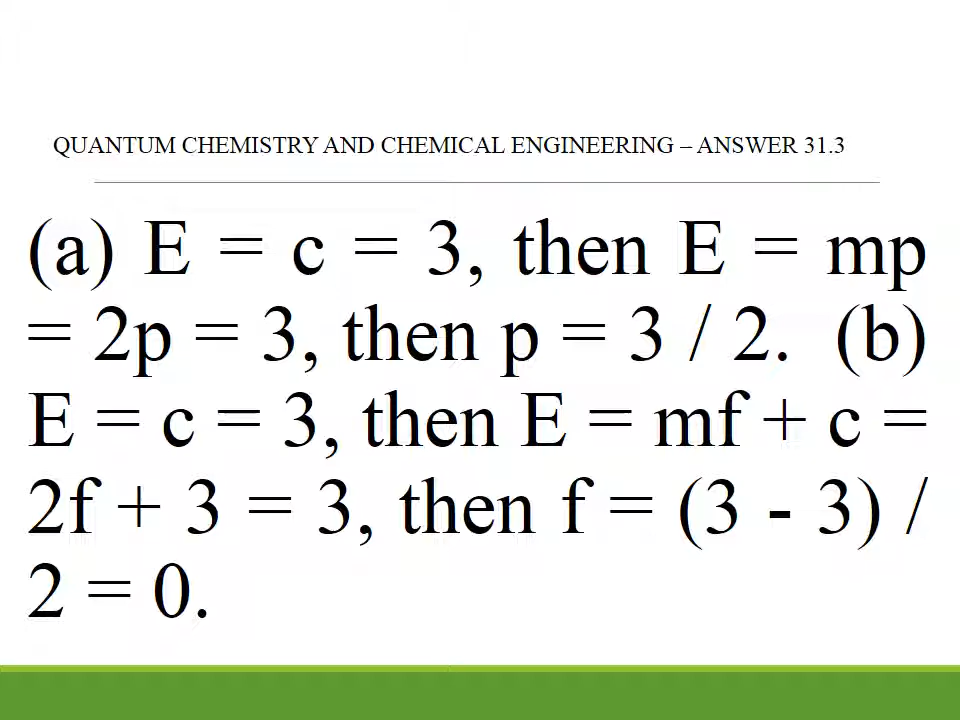 QUANTUM CHEMISTRY AND CHEMICAL ENGINEERING – ANSWER 31.3
(a) E = c = 3, then E = mp
= 2p = 3, then p = 3 / 2. (b)
E = c = 3, then E = mf + c =
2f + 3 = 3, then f = (3 - 3) /
2 = 0.